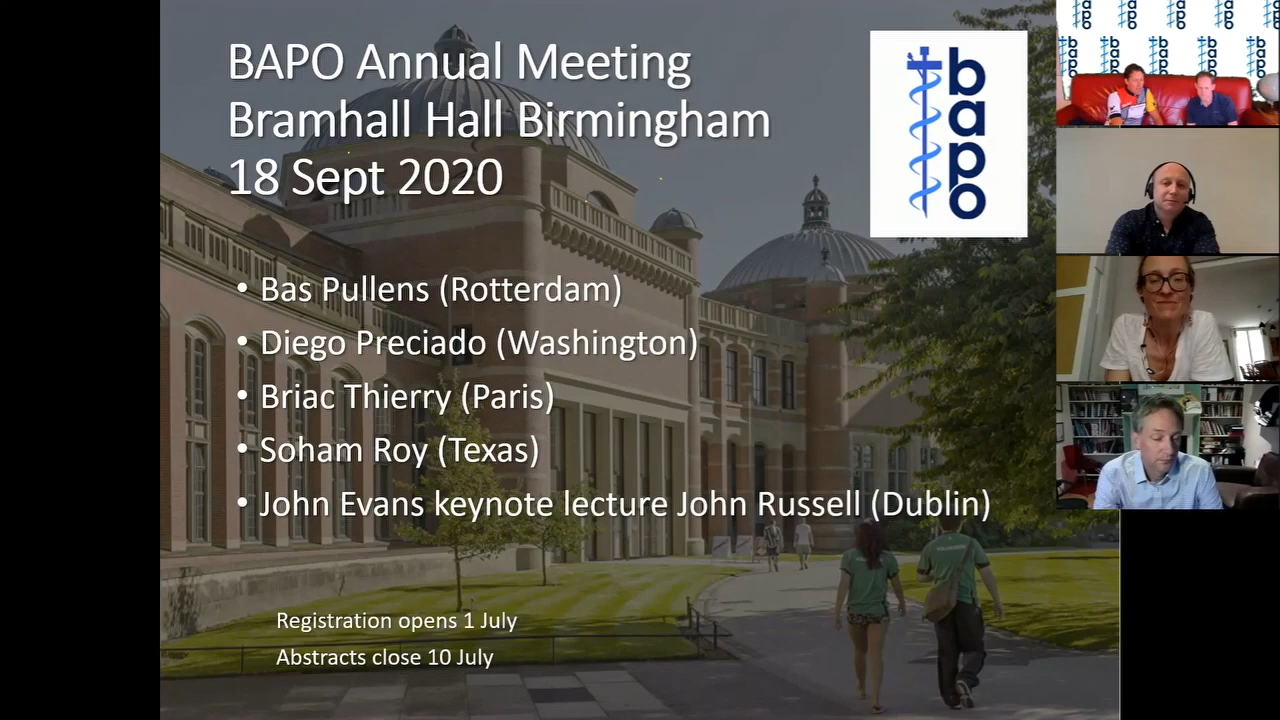 BAPO Annual Meeting
Bramhall Hall Birmingham
18 Sept 2020
bapo
• Bas Pullens (Rotterdam)
• Diego Preciado (Washington)
• Briac Thierry (Paris)
• Soham Roy (Texas)
• John Evans keynote lecture John Russell (Dublin)
Registration opens 1 July
Abstracts close 10 July